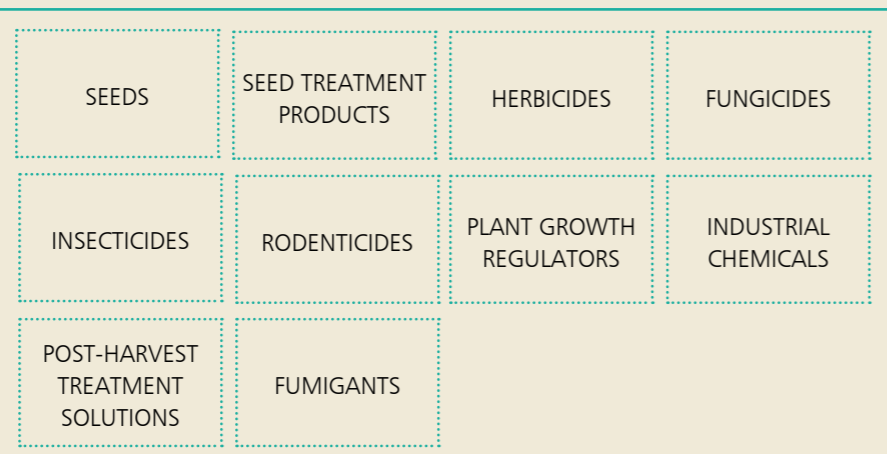 SEEDS
SEED TREATMENT
PRODUCTS
HERBICIDES
FUNGICIDES
INSECTICIDES
RODENTICIDES
PLANT GROWTH
REGULATORS
INDUSTRIAL
CHEMICALS
POST-HARVEST
TREATMENT
SOLUTIONS
FUMIGANTS